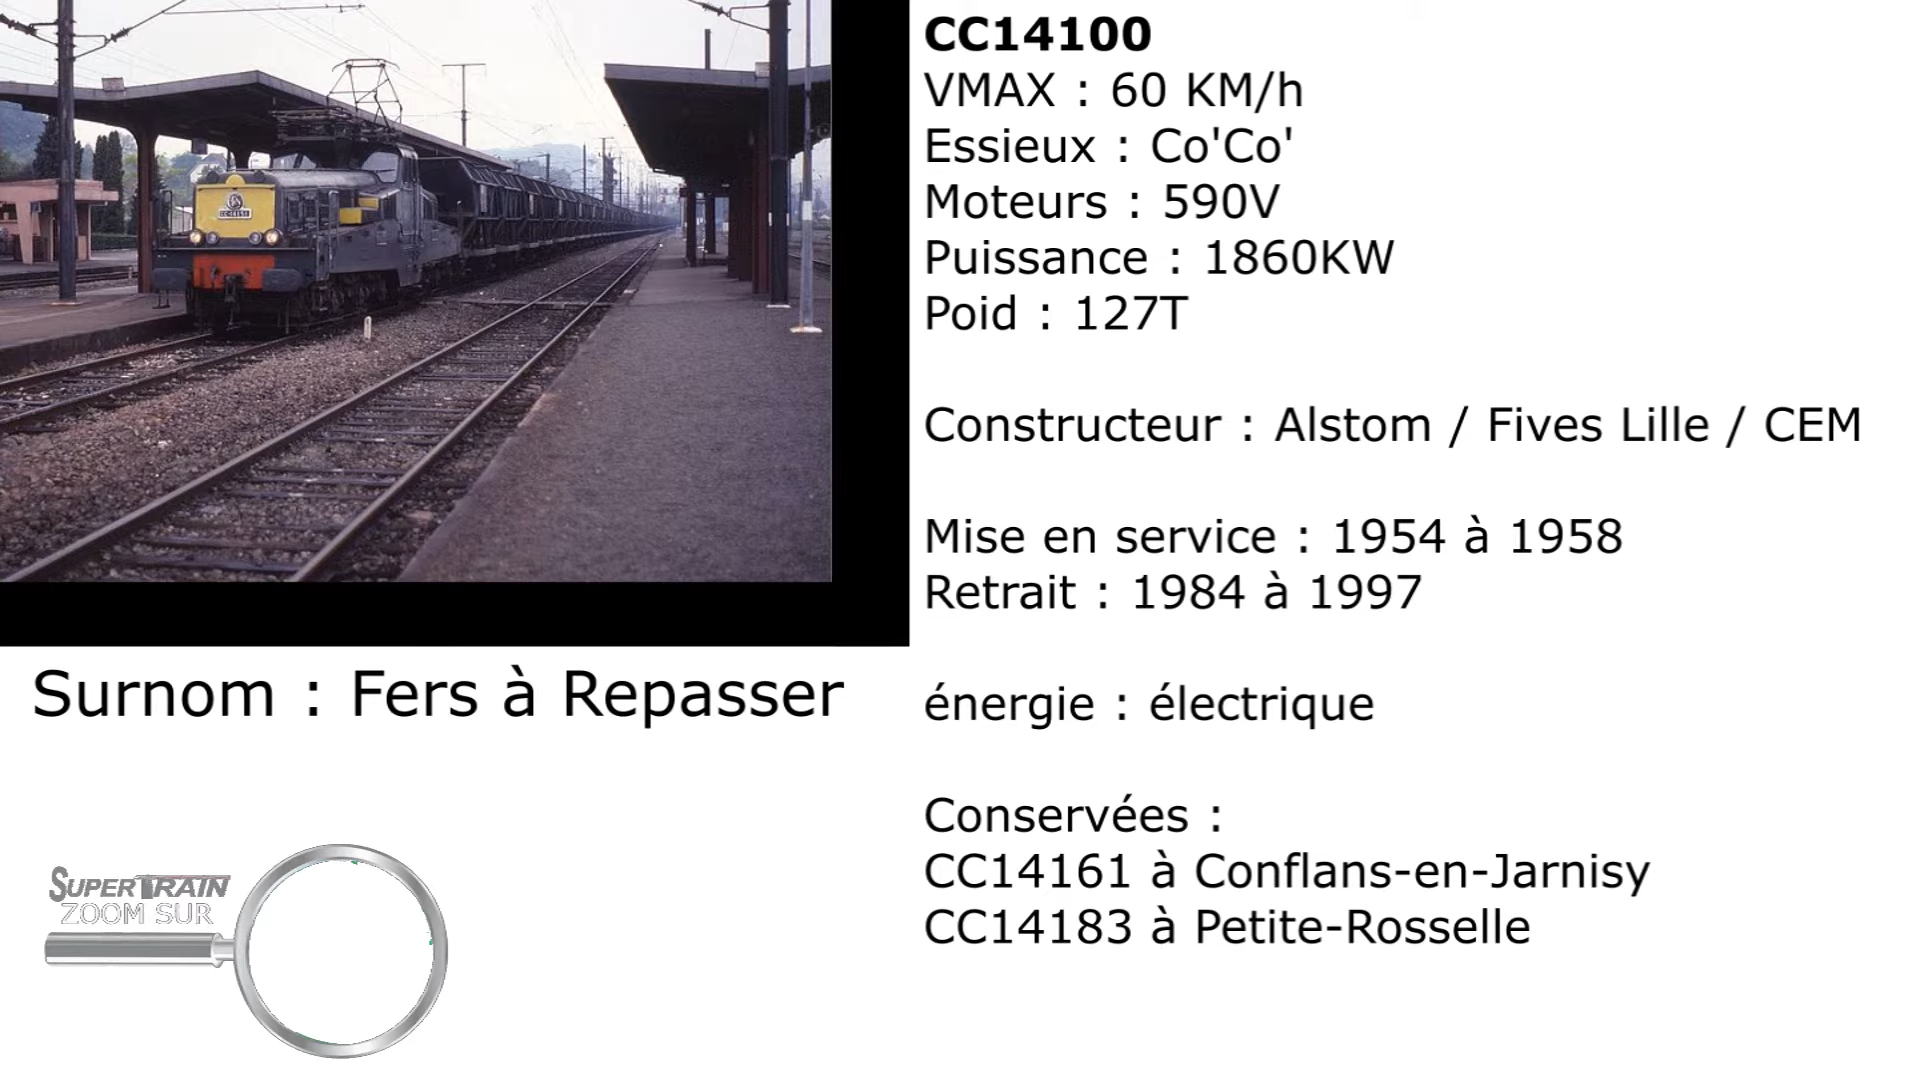 CC14100
VMAX : 60 KM/h
Essieux : Co'Co'
Moteurs : 590V
Puissance : 1860KW
Poid : 127T
Constructeur : Alstom / Fives Lille / CEM
Mise en service : 1954 à 1958
Retrait : 1984 à 1997
énergie : électrique
Conservées :
CC14161 à Conflans-en-Jarnisy
CC14183 à Petite-Rosselle
Surnom : Fers à Repasser
SUPERTRAIN
ZOOM SUR